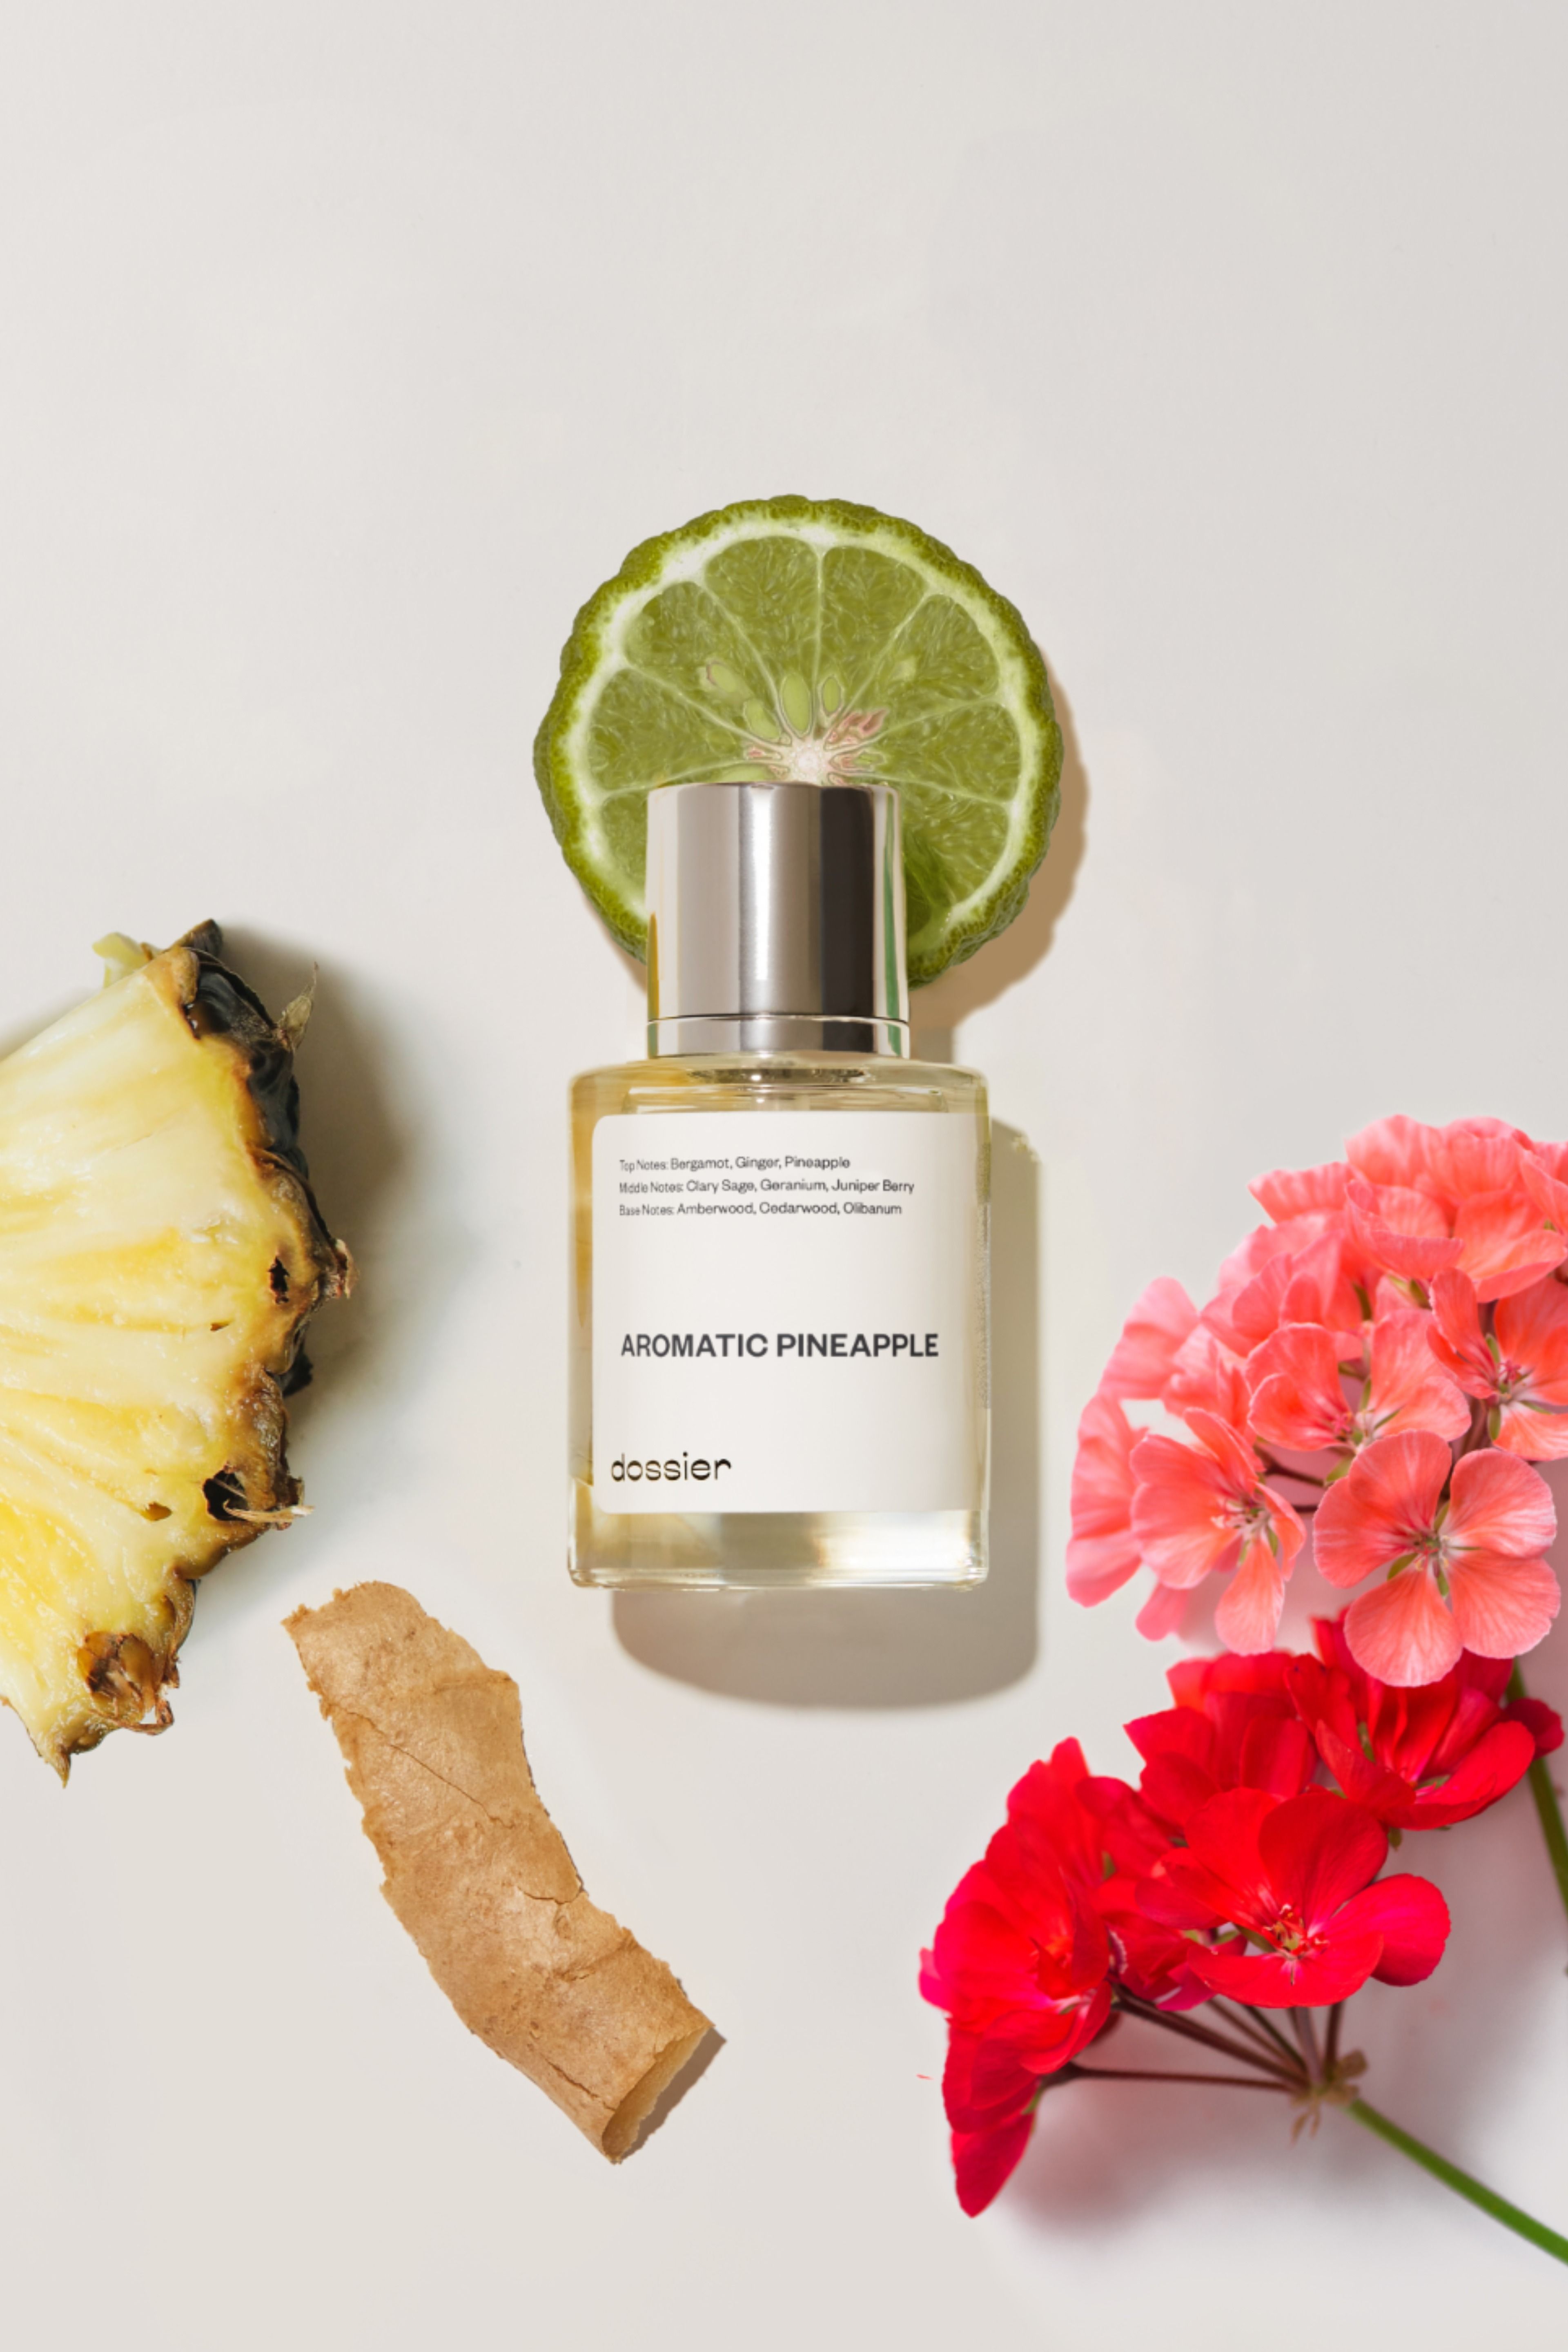 Top Notes: Bergamot, Ginger, Pineapple
Middle Notes: Clary Sage, Geranium, Juniper Berry
Base Notes: Amberwood, Cedarwood, Olibanum
AROMATIC PINEAPPLE
dossier